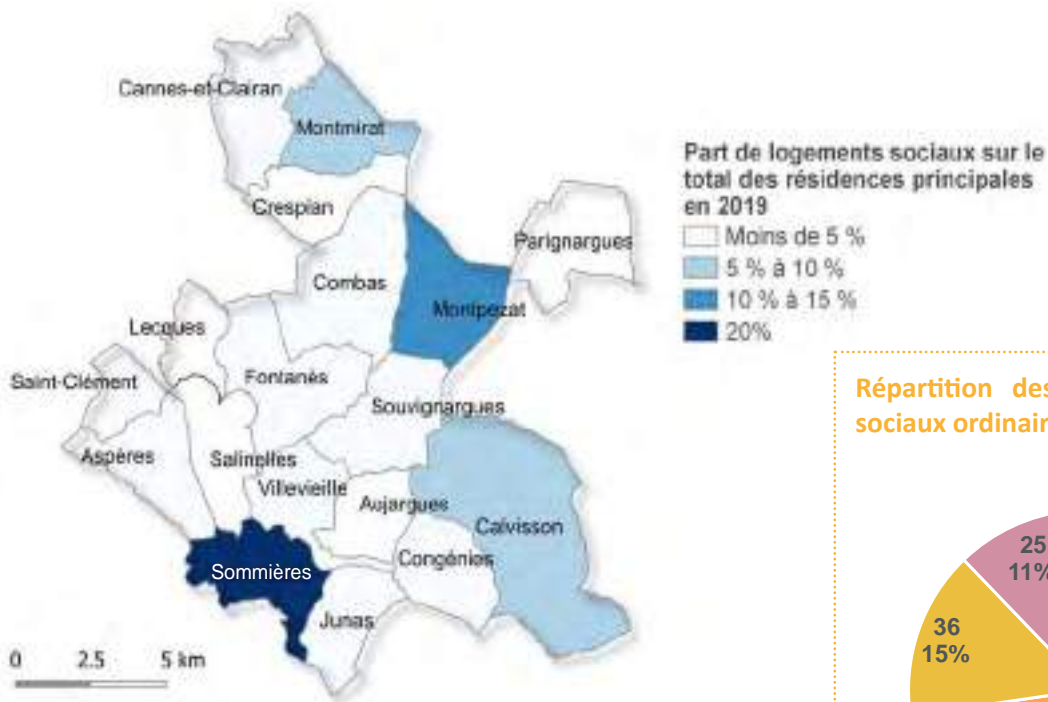 Cannes-et-Clairan
Montmirat
Crespian
Parignargues
Combas
Montpezat
Lecques
Saint-Clément
Fontanès
Souvignargues
Aspères
Salinelles
Villevieille
Aujargues
Calvisson
Congénies
Sommières
Junas
0 2.5 5 km
Part de logements sociaux sur le
total des résidences principales
en 2019
Moins de 5 %
5 % à 10 %
10 % à 15 %
20%
Répartition des
sociaux ordinair
25
11%
36
15%